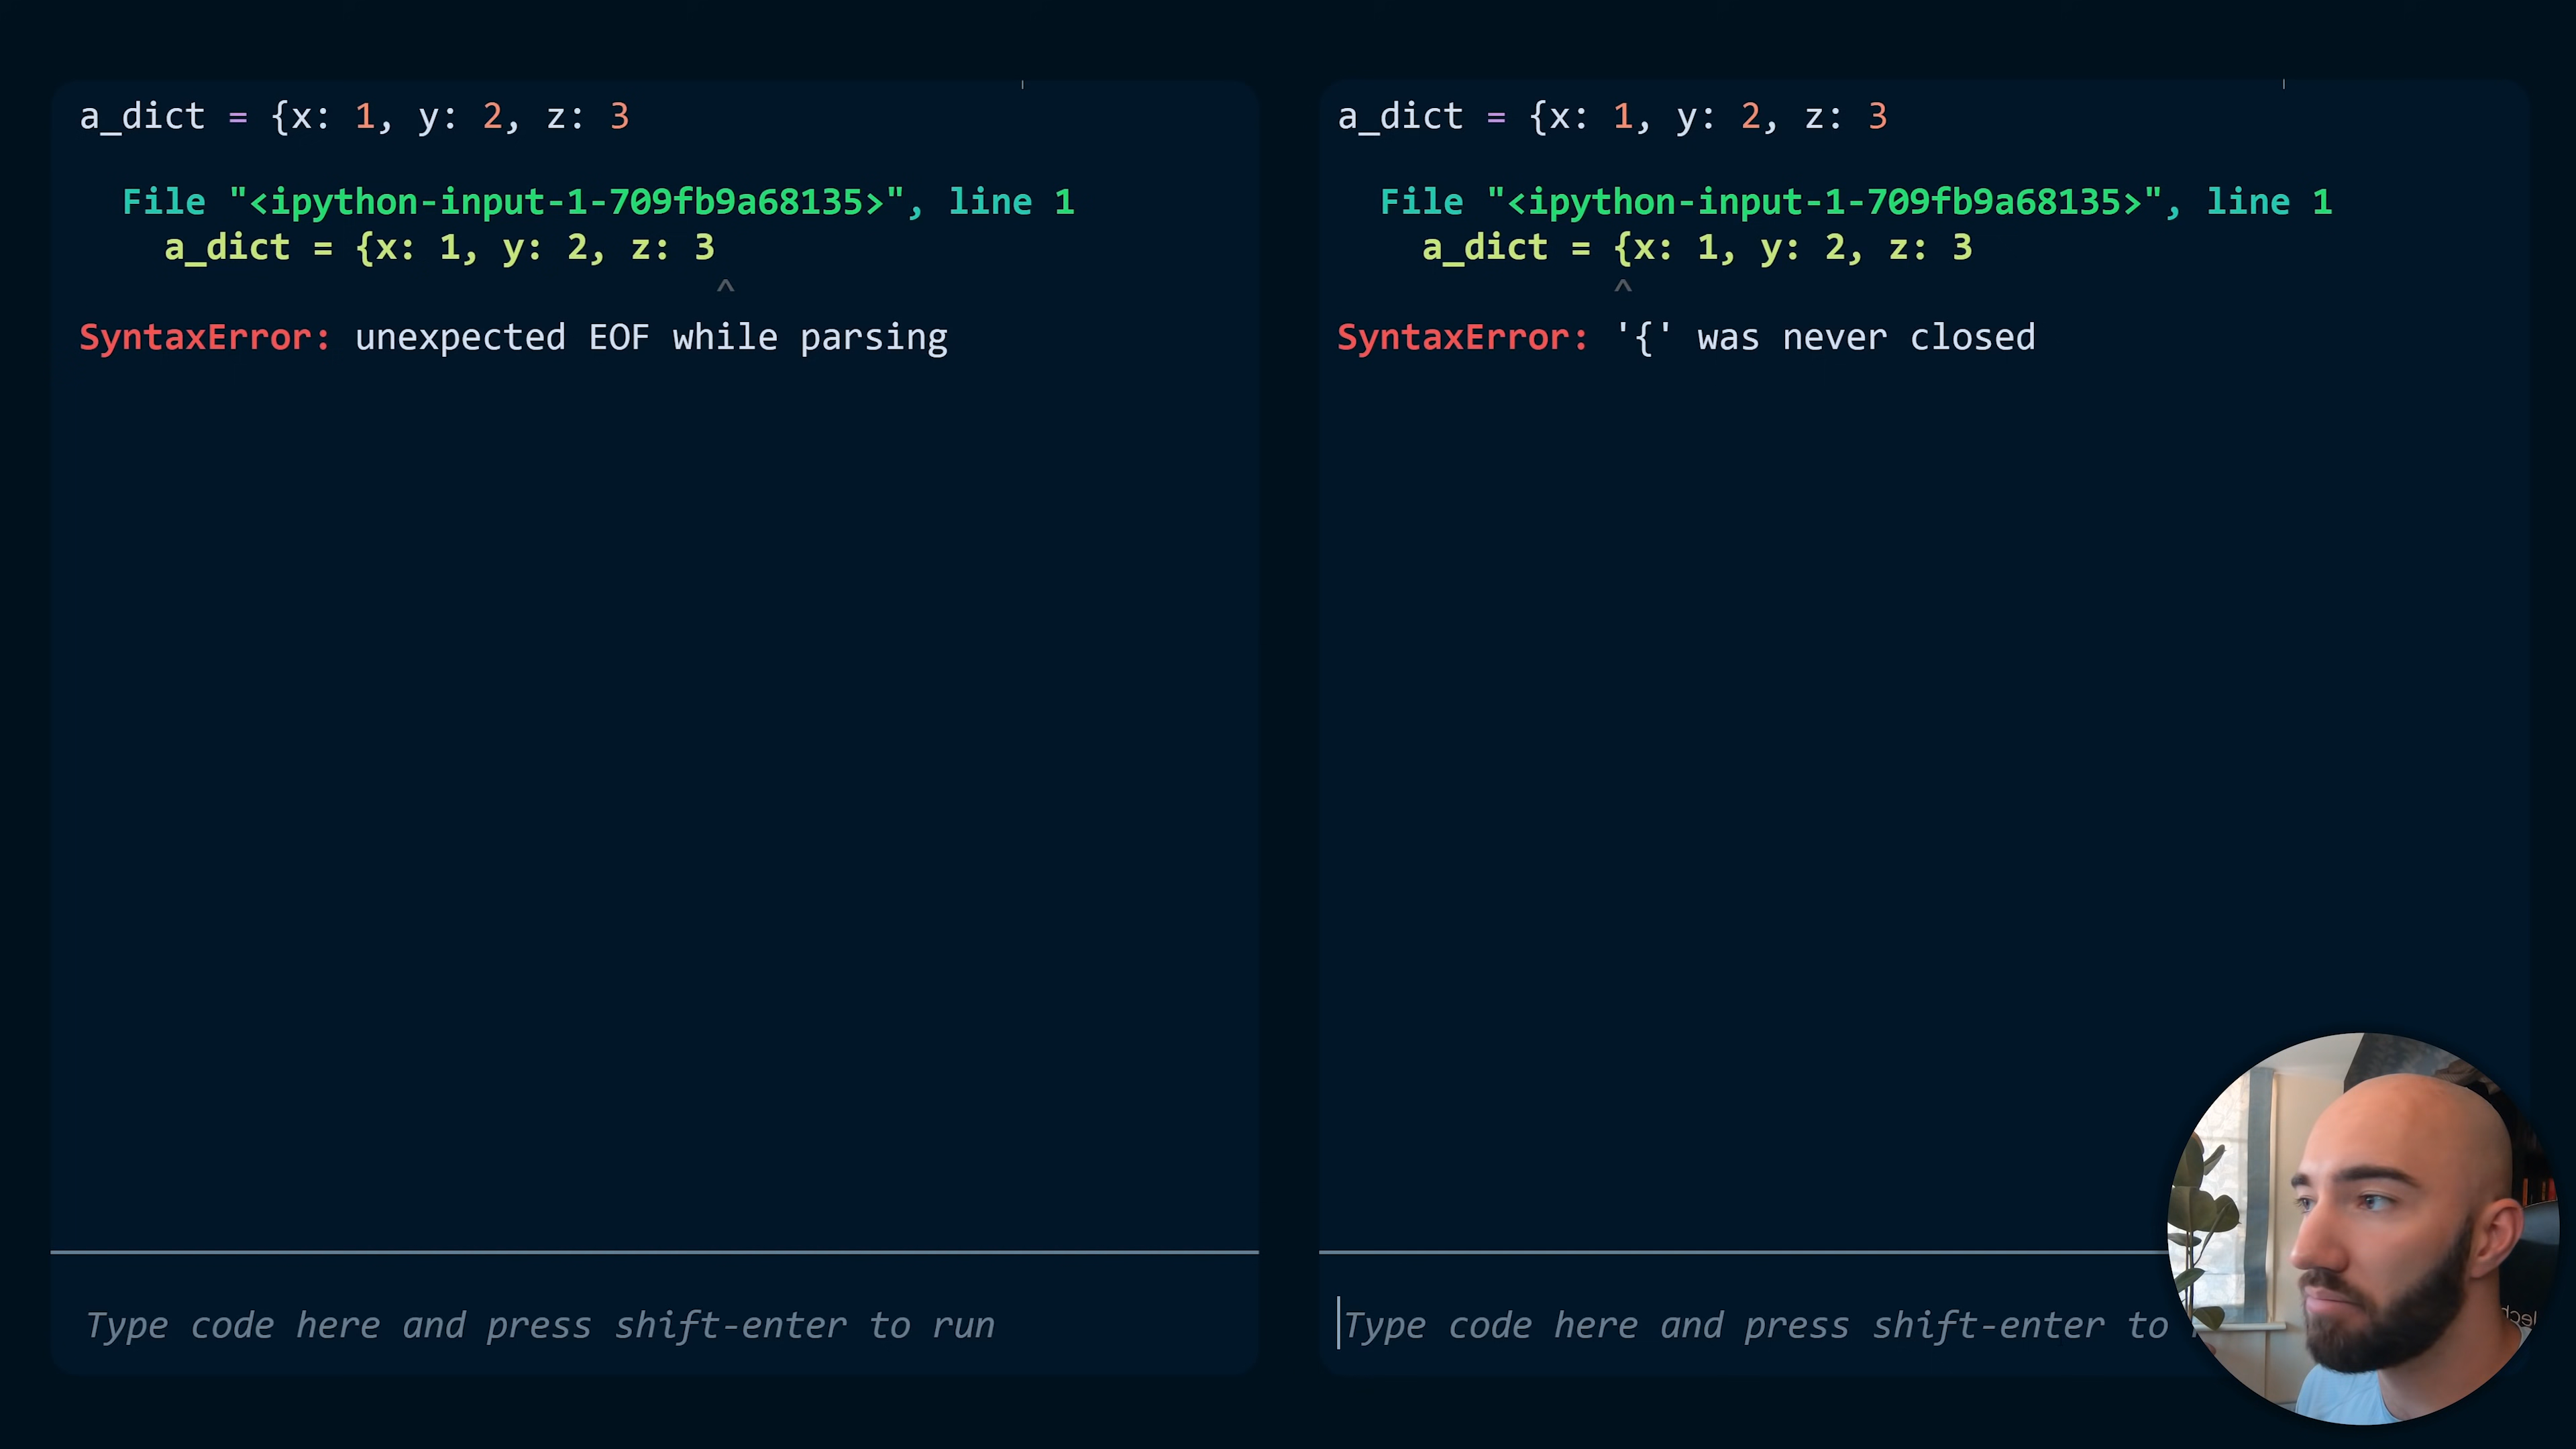 a_dict = {x: 1, y: 2, z: 3
File "<ipython-input-1-709fb9a68135>", line 1
a_dict = {x: 1, y: 2, z: 3
^
SyntaxError: unexpected EOF while parsing
Type code here and press shift-enter to run
a_dict = {x: 1, y: 2, z: 3
File "<ipython-input-1-709fb9a68135>", line 1
a_dict = {x: 1, y: 2, z: 3
^
SyntaxError: '{' was never closed
Type code here and press shift-enter to